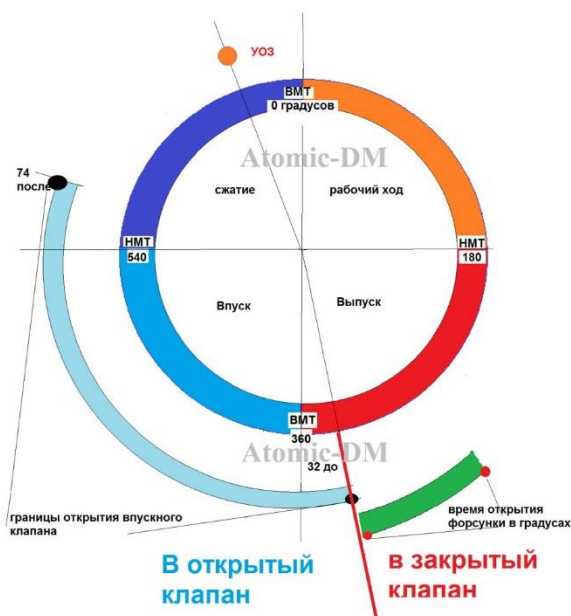 УОЗ
ВМТ
0 градусов
Atomic-DM
74
после
сжатие
рабочий ход
НМТ
540
НМТ
180
Впуск
Выпуск
ВМТ
360
Atomic-DM
32 до
границы открытия впускного
клапана
время открытия
форсунки в градусах
В открытый
клапан
в закрытый
клапан